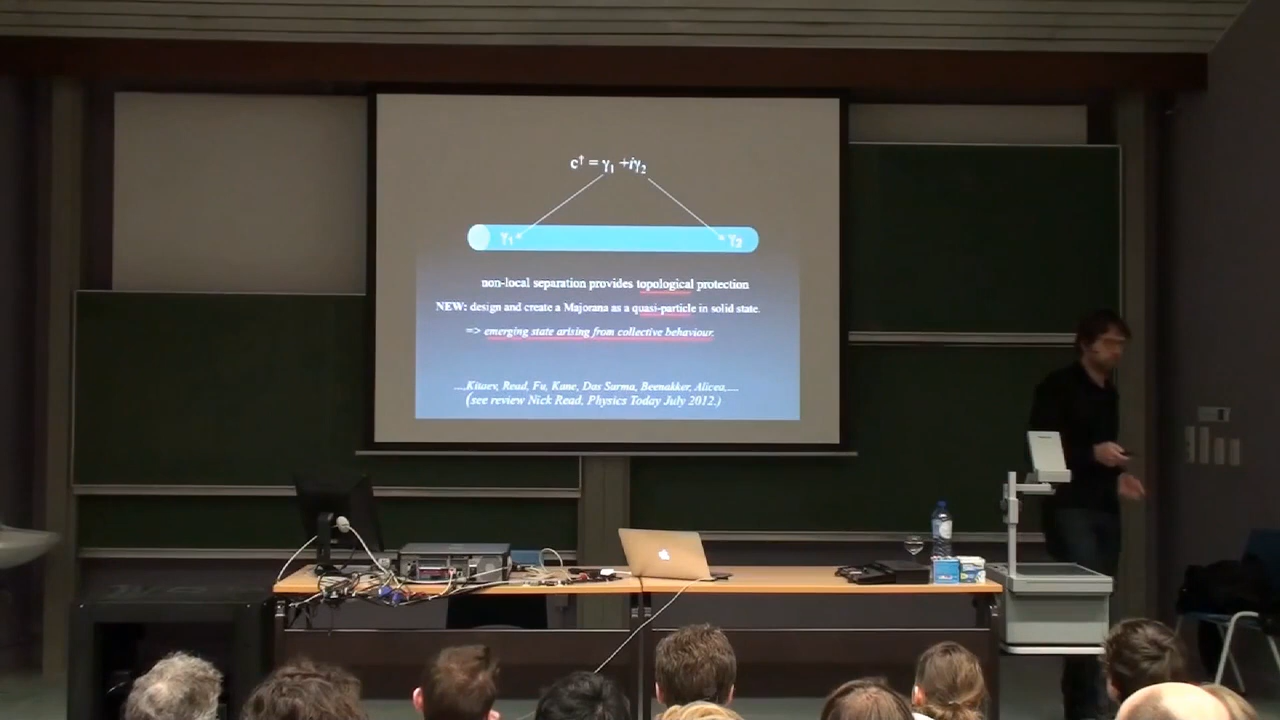 c† = γ₁ +iγ₂
γ₁
γ₂
non-local separation provides topological protection
NEW: design and create a Majorana as a quasi-particle in solid state.
=> emerging state arising from collective behaviour.
....Kitaev, Read, Fu, Kane, Das Sarma, Beenakker, Alicea,....
(see review Nick Read, Physics Today July 2012.)